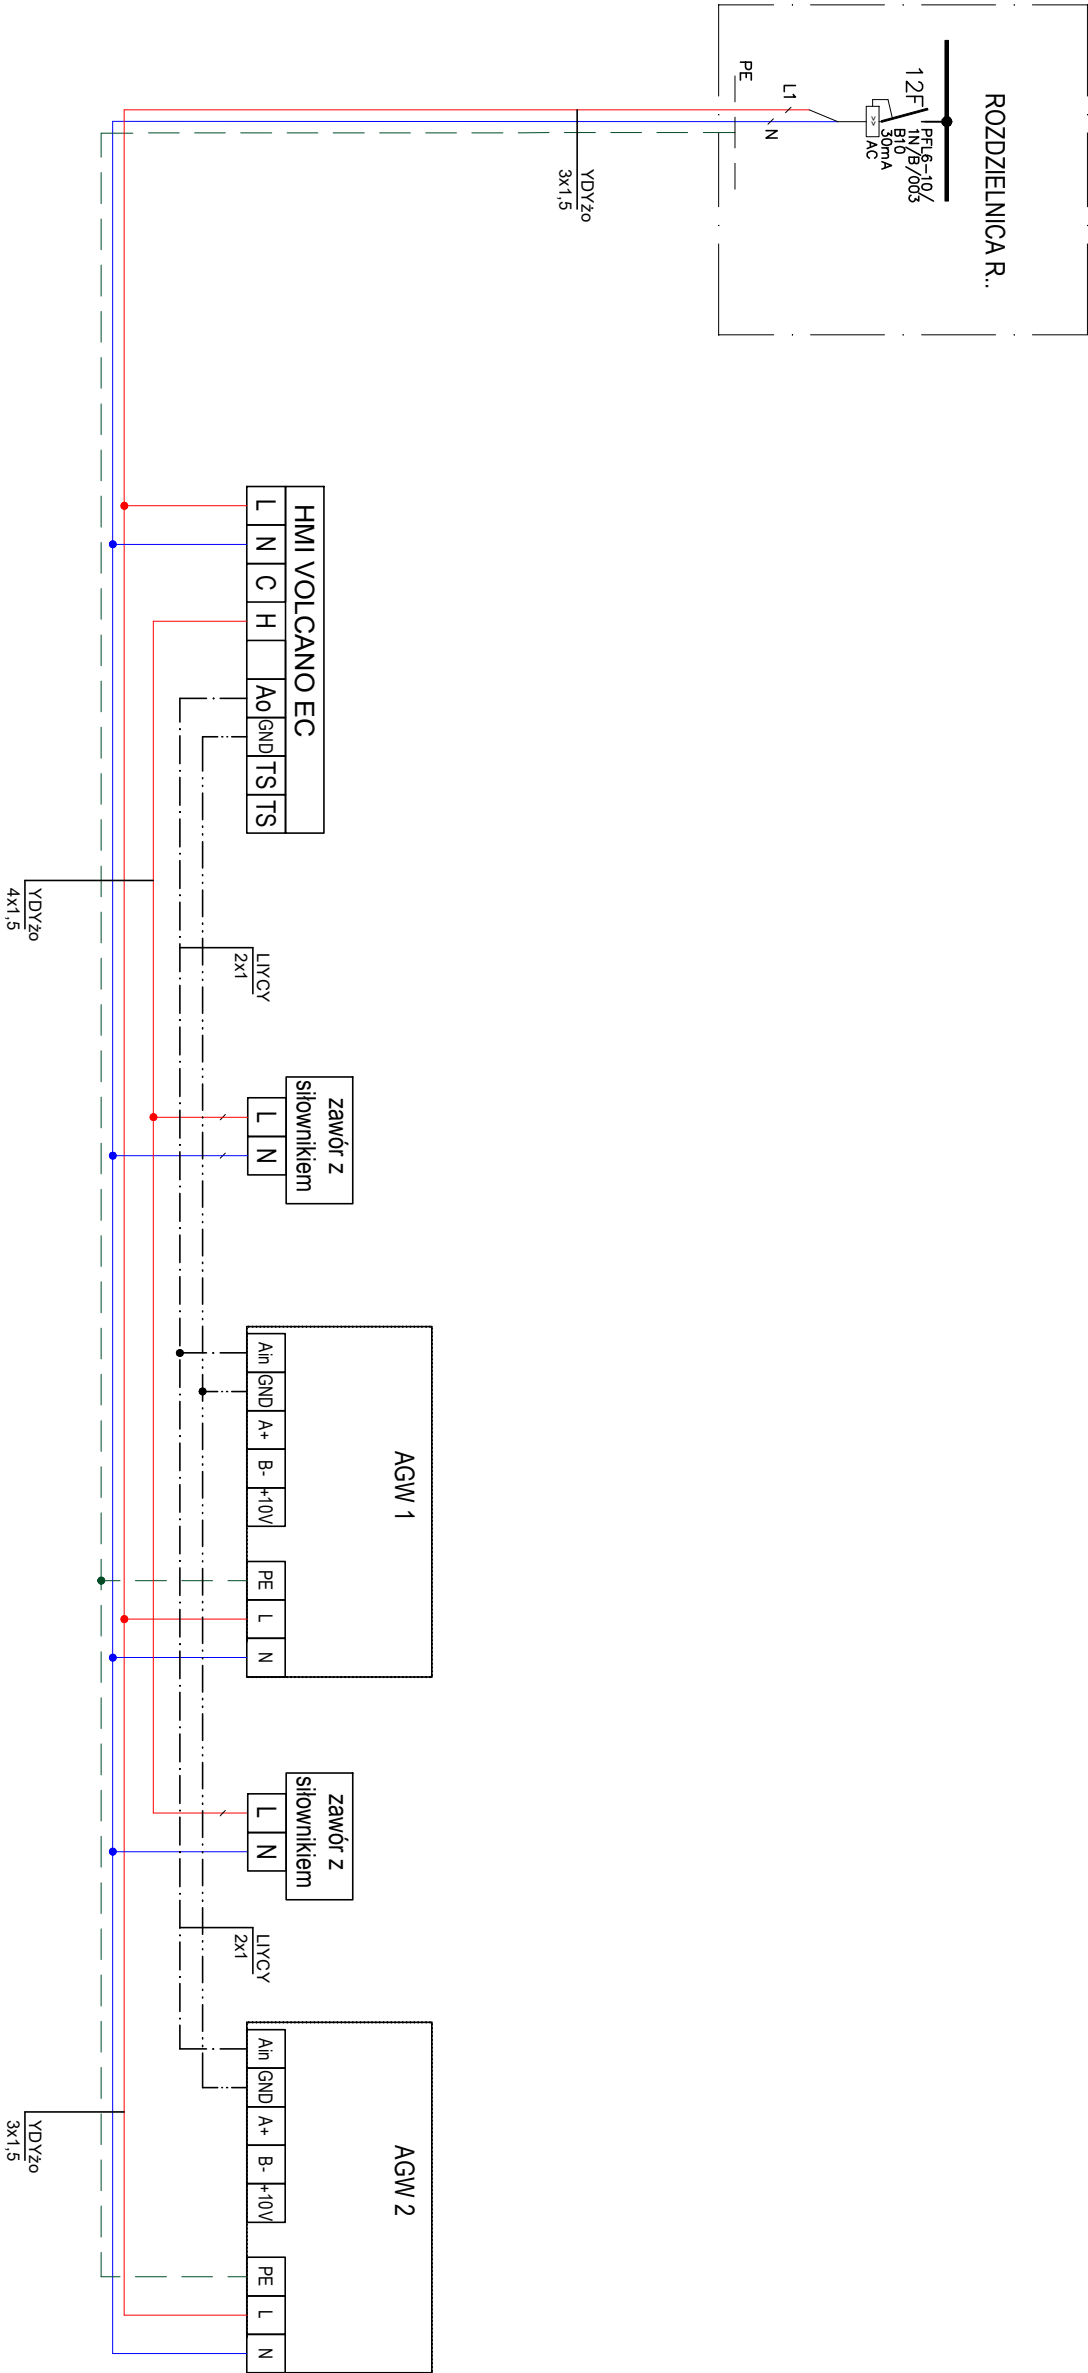 ROZDZIELNICA R..
12F
PFL6-10/
1N/B/003
B10
30mA
>>
AC
PE
L1
N
YDYżo
3x1,5
HMI VOLCANO EC
L N C H Ao GND TS TS
YDYżo
4x1,5
LIYCY
2x1
zawór z
siłownikiem
L N
AGW 1
Ain GND A+ B- +10V PE L N
zawór z
siłownikiem
L N
LIYCY
2x1
AGW 2
Ain GND A+ B- +10V PE L N
YDYżo
3x1,5